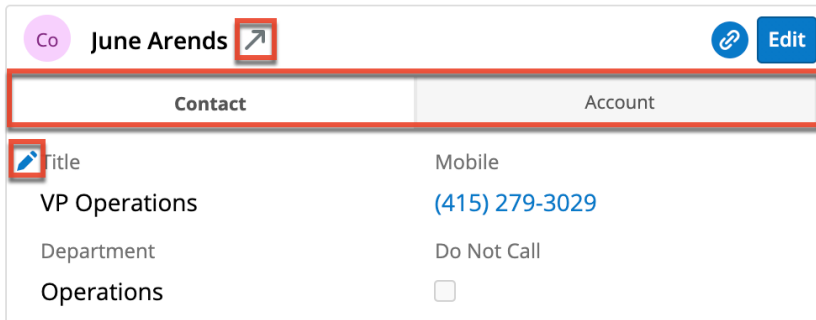 Co June Arends Edit
Contact Account
Title Mobile
VP Operations (415) 279-3029
Department Do Not Call
Operations